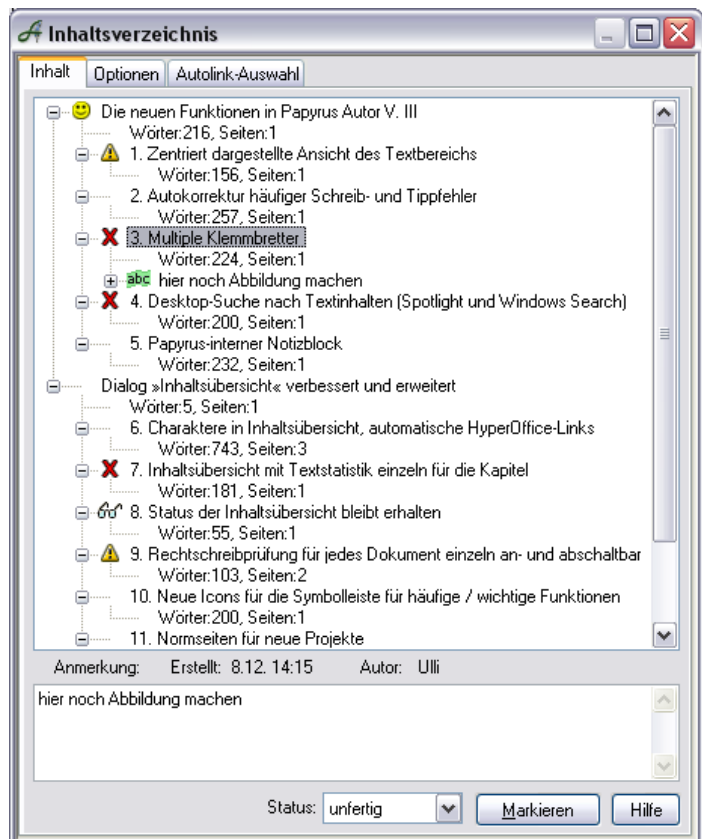 Inhaltsverzeichnis
Inhalt Optionen Autolink-Auswahl
Die neuen Funktionen in Papyrus Autor V. III
Wörter:216, Seiten:1
1. Zentriert dargestellte Ansicht des Textbereichs
Wörter:156, Seiten:1
2. Autokorrektur häufiger Schreib- und Tippfehler
Wörter:257, Seiten:1
3. Multiple Klemmbretter
Wörter:224, Seiten:1
abc hier noch Abbildung machen
4. Desktop-Suche nach Textinhalten (Spotlight und Windows Search)
Wörter:200, Seiten:1
5. Papyrus-interner Notizblock
Wörter:232, Seiten:1
Dialog »Inhaltsübersicht« verbessert und erweitert
Wörter:5, Seiten:1
6. Charaktere in Inhaltsübersicht, automatische HyperOffice-Links
Wörter:743, Seiten:3
7. Inhaltsübersicht mit Textstatistik einzeln für die Kapitel
Wörter:181, Seiten:1
8. Status der Inhaltsübersicht bleibt erhalten
Wörter:55, Seiten:1
9. Rechtschreibprüfung für jedes Dokument einzeln an- und abschaltbar
Wörter:103, Seiten:2
10. Neue Icons für die Symbolleiste für häufige / wichtige Funktionen
Wörter:200, Seiten:1
11. Normseiten für neue Projekte
Anmerkung: Erstellt: 8.12. 14:15 Autor: Ulli
hier noch Abbildung machen
Status: unfertig Markieren Hilfe